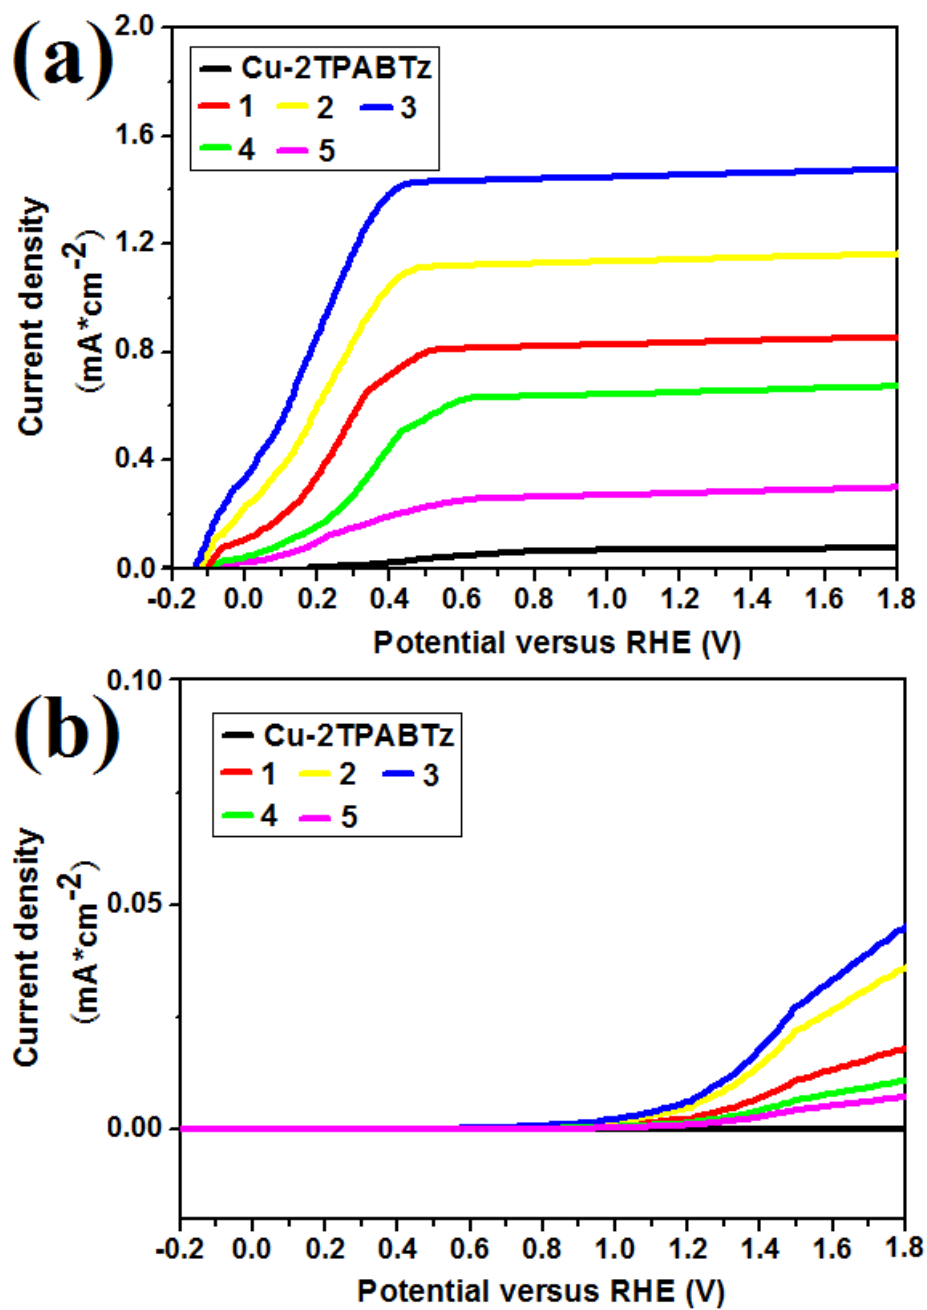 (a)
2.0
1.6
1.2
0.8
0.4
0.0
Current density
(mA*cm-2)
Cu-2TPABTz
1 2 3
4 5
-0.2 0.0 0.2 0.4 0.6 0.8 1.0 1.2 1.4 1.6 1.8
Potential versus RHE (V)
(b)
0.10
0.05
0.00
Current density
(mA*cm-2)
Cu-2TPABTz
1 2 3
4 5
-0.2 0.0 0.2 0.4 0.6 0.8 1.0 1.2 1.4 1.6 1.8
Potential versus RHE (V)